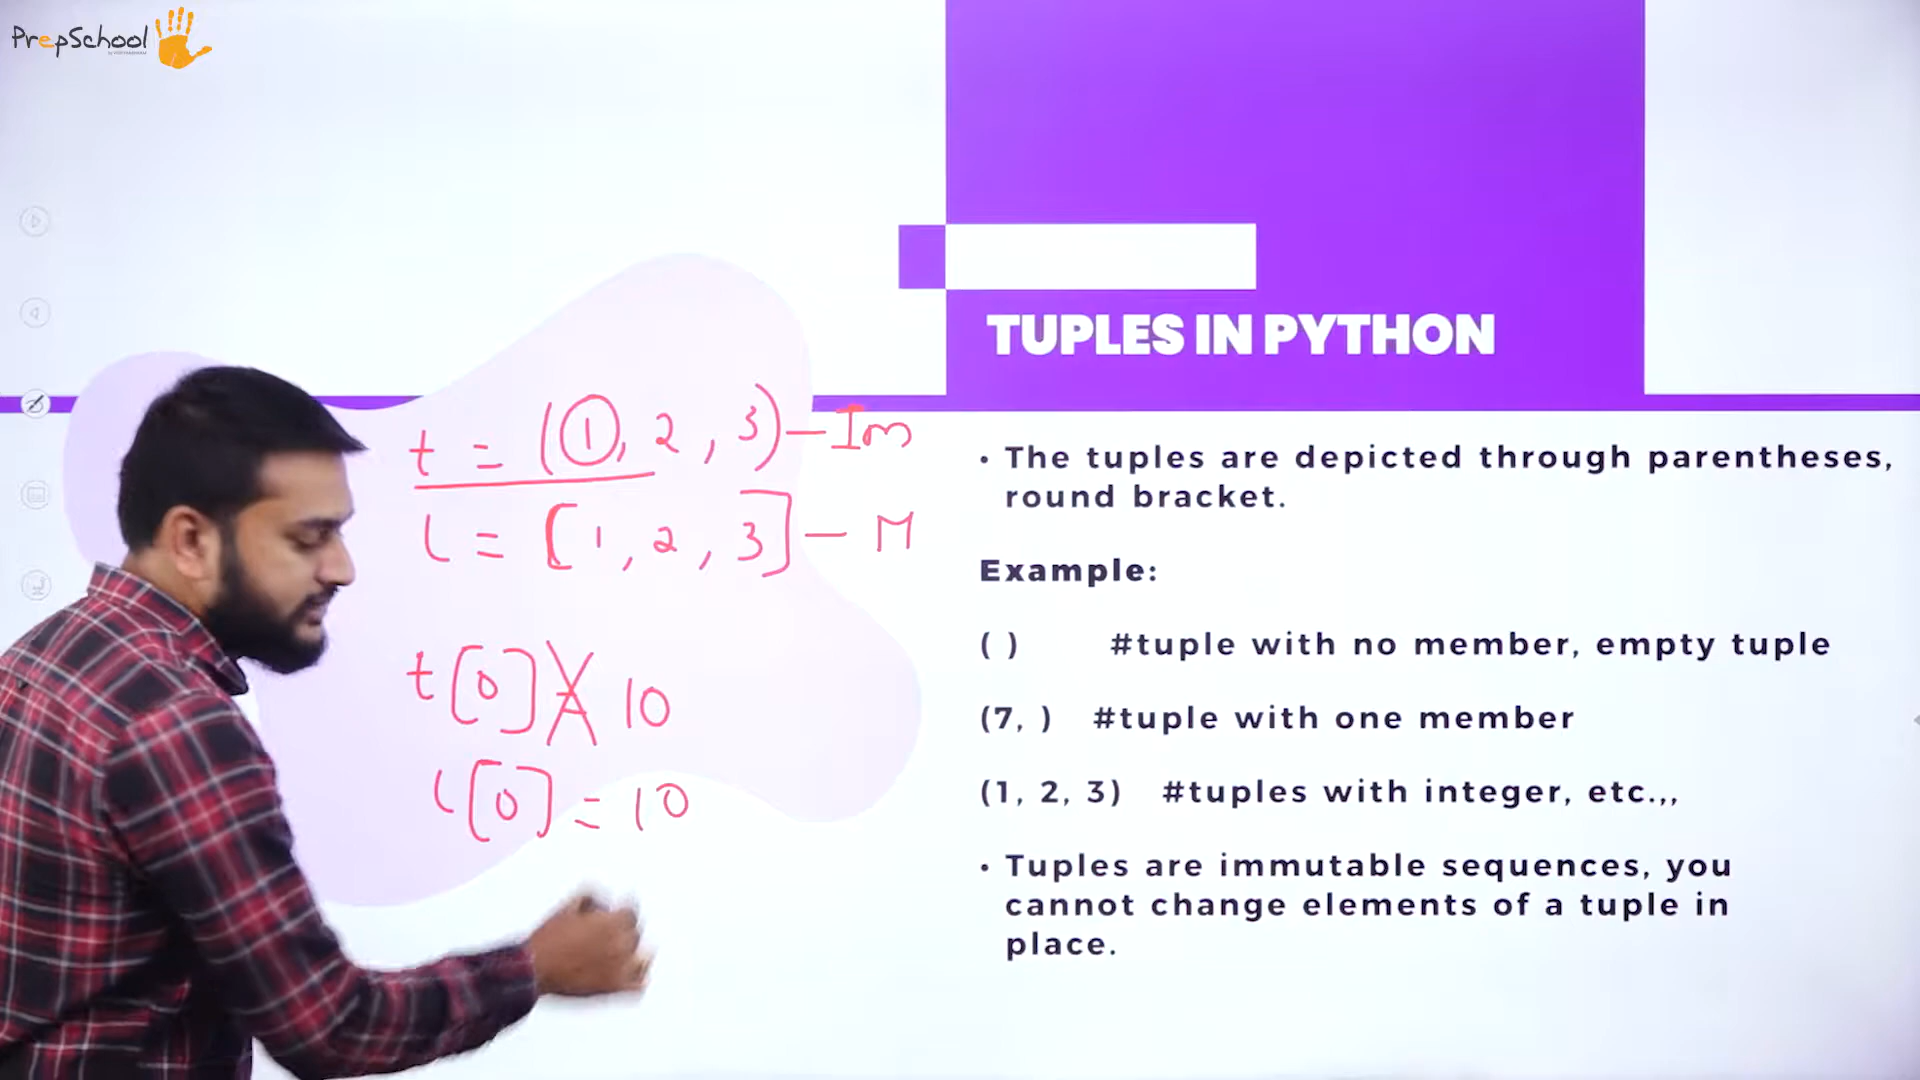 PrepSchool
TUPLES IN PYTHON
t = (1, 2, 3) - Im
l = [1, 2, 3] - M
t[0] = 10
l[0] = 10
• The tuples are depicted through parentheses,
round bracket.
Example:
( ) #tuple with no member, empty tuple
(7, ) #tuple with one member
(1, 2, 3) #tuples with integer, etc.,,
• Tuples are immutable sequences, you
cannot change elements of a tuple in
place.